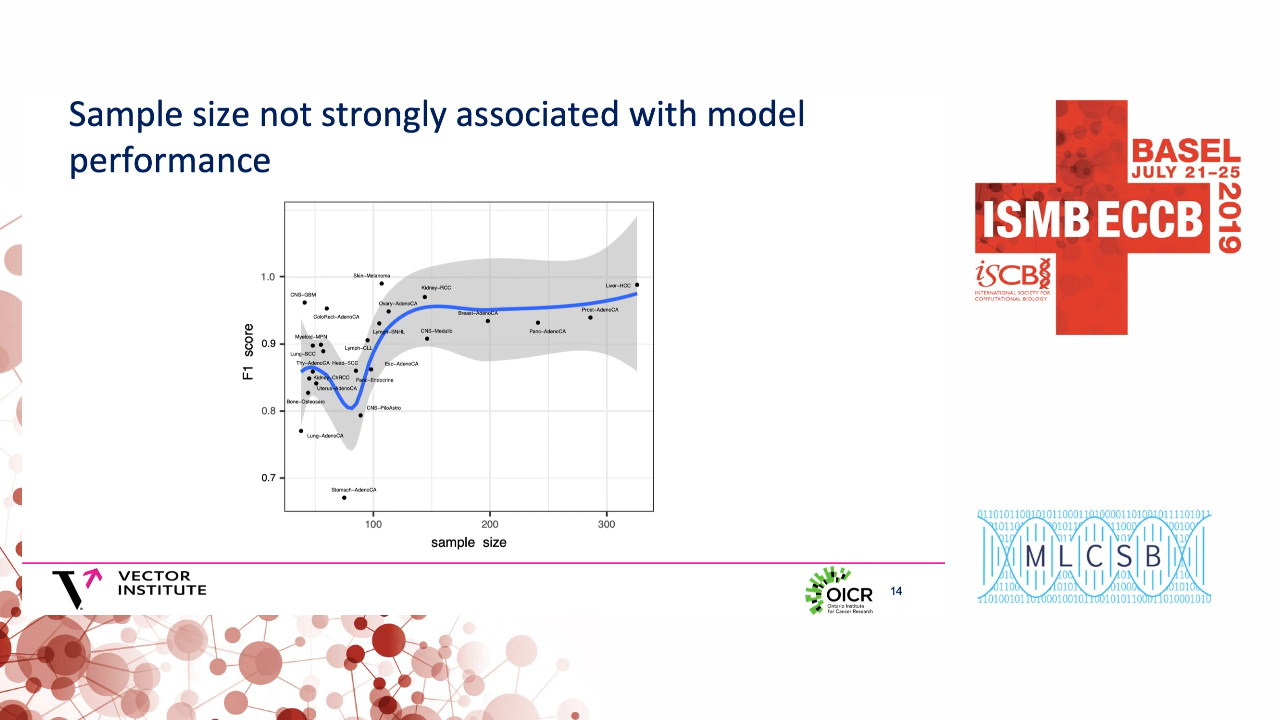 Sample size not strongly associated with model
performance
BASEL
JULY 21–25
2019
ISMB ECCB
iSCB
INTERNATIONAL SOCIETY FOR
COMPUTATIONAL BIOLOGY
F1 score
1.0
0.9
0.8
0.7
Skin−Melanoma
Liver−HCC
Kidney−RCC
CNS−GBM
Ovary−AdenoCA
Prost−AdenoCA
Breast−AdenoCA
ColoRect−AdenoCA
Panc−AdenoCA
Lymph−BNHL
CNS−Medullo
Myeloid−MPN
Lymph−CLL
Lung−SCC
Thy−AdenoCA
Head−SCC
Eso−AdenoCA
Kidney−ChRCC
Panc−Endocrine
Uterus−AdenoCA
Bone−Osteosarc
CNS−PiloAstro
Lung−AdenoCA
Stomach−AdenoCA
100
200
300
sample size
VECTOR
INSTITUTE
OICR
Ontario Institute
for Cancer Research
14
MLCSB